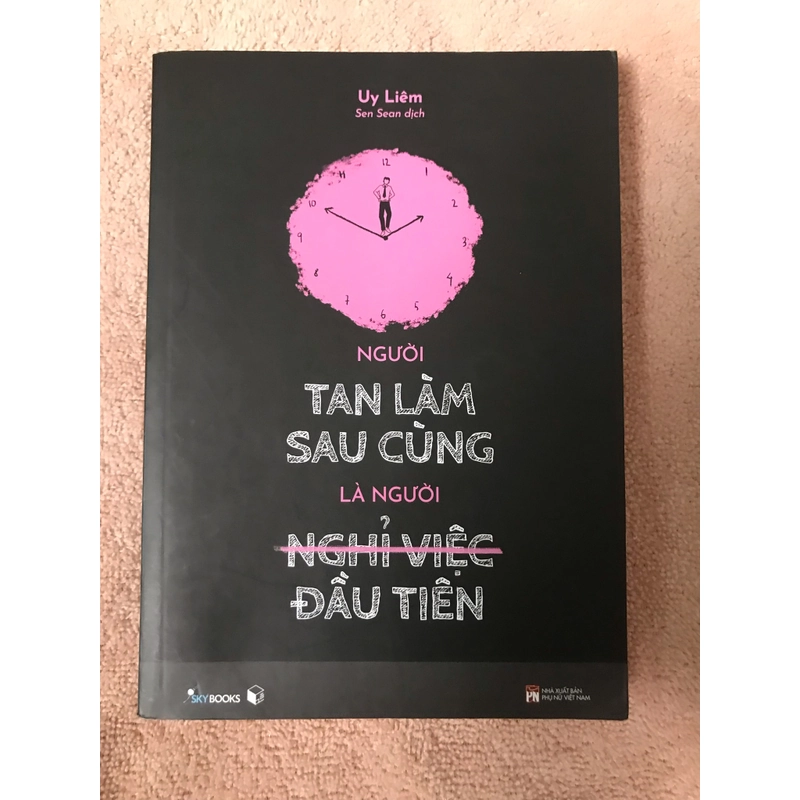 Uy Liêm
Sen Sean dịch
12
11
1
10
2
9
3
8
4
7
5
6
NGƯỜI
TAN LÀM
SAU CÙNG
LÀ NGƯỜI
NGHỈ VIỆC
ĐẦU TIÊN
SKYBOOKS
PN
NHÀ XUẤT BẢN
PHỤ NỮ VIỆT NAM